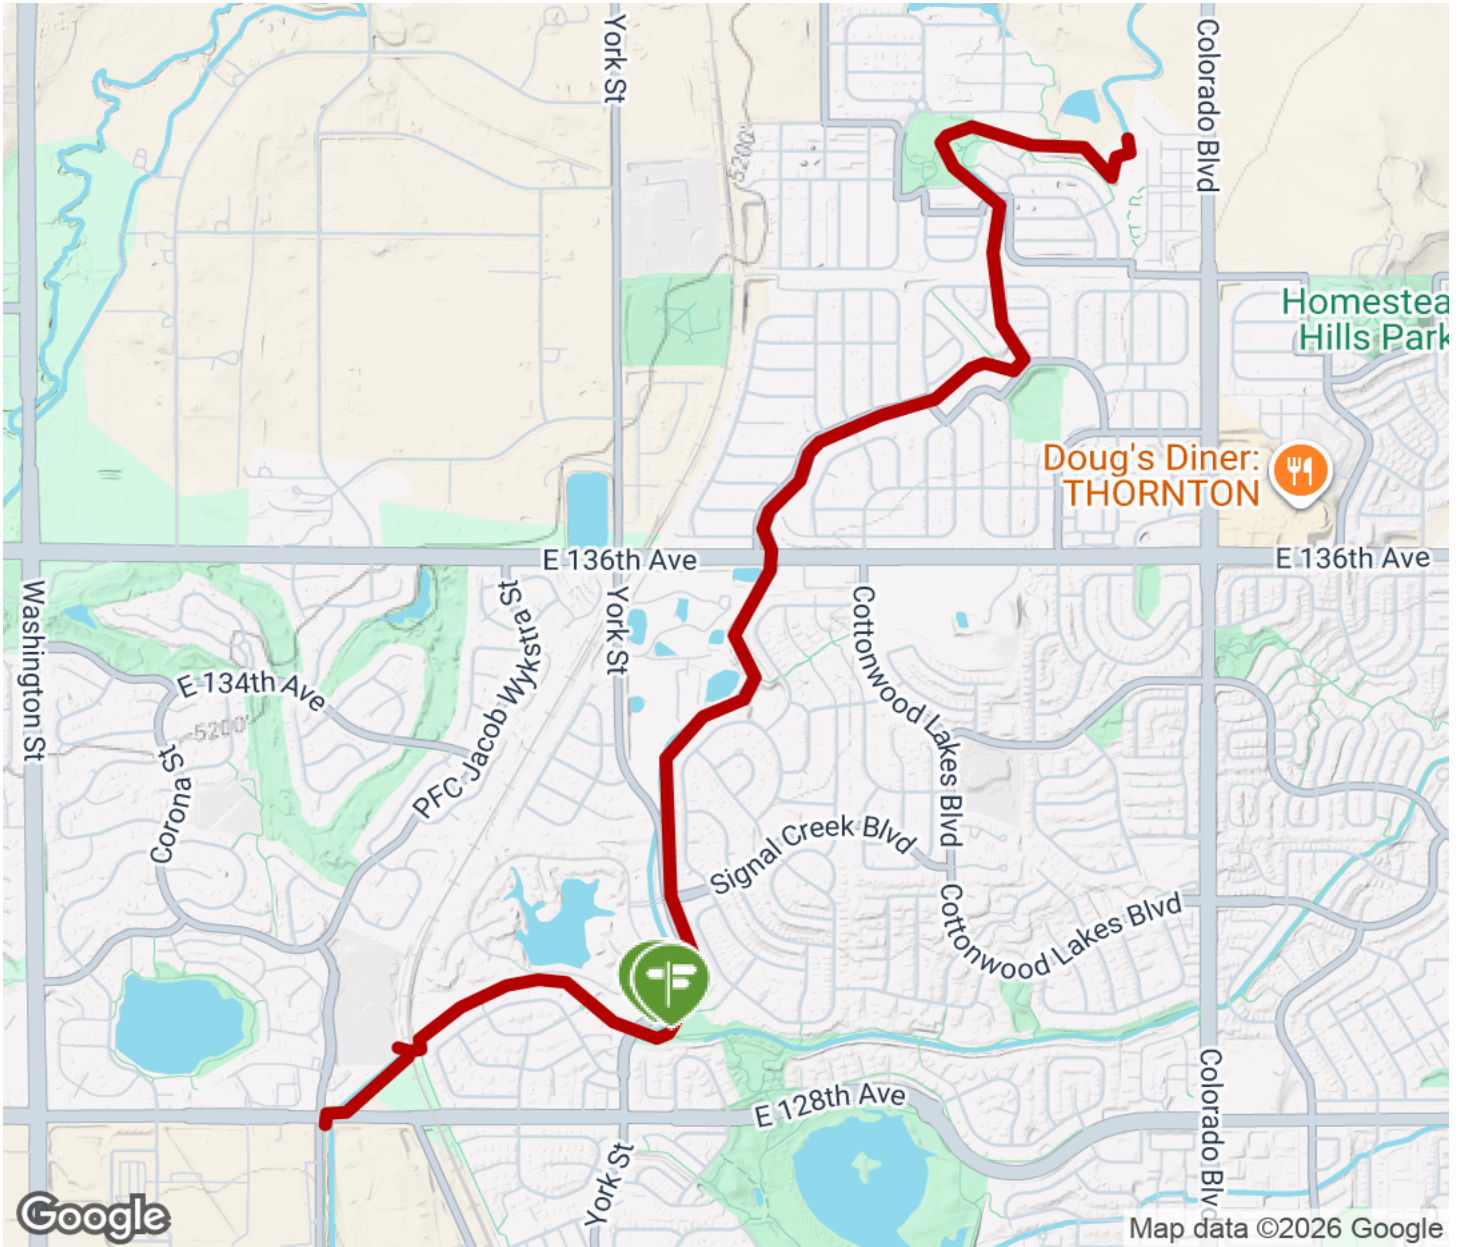 York St
Colorado Blvd
5200'
Homestea
Hills Park
Doug's Diner:
THORNTON
E 136th Ave
E 136th Ave
Washington St
York St
PFC Jacob Wykstra St
Cottonwood Lakes Blvd
E 134th Ave
5200'
Corona St
Signal Creek Blvd
Cottonwood Lakes Blvd
E 128th Ave
Colorado Blvd
York St
Google
Map data ©2026 Google